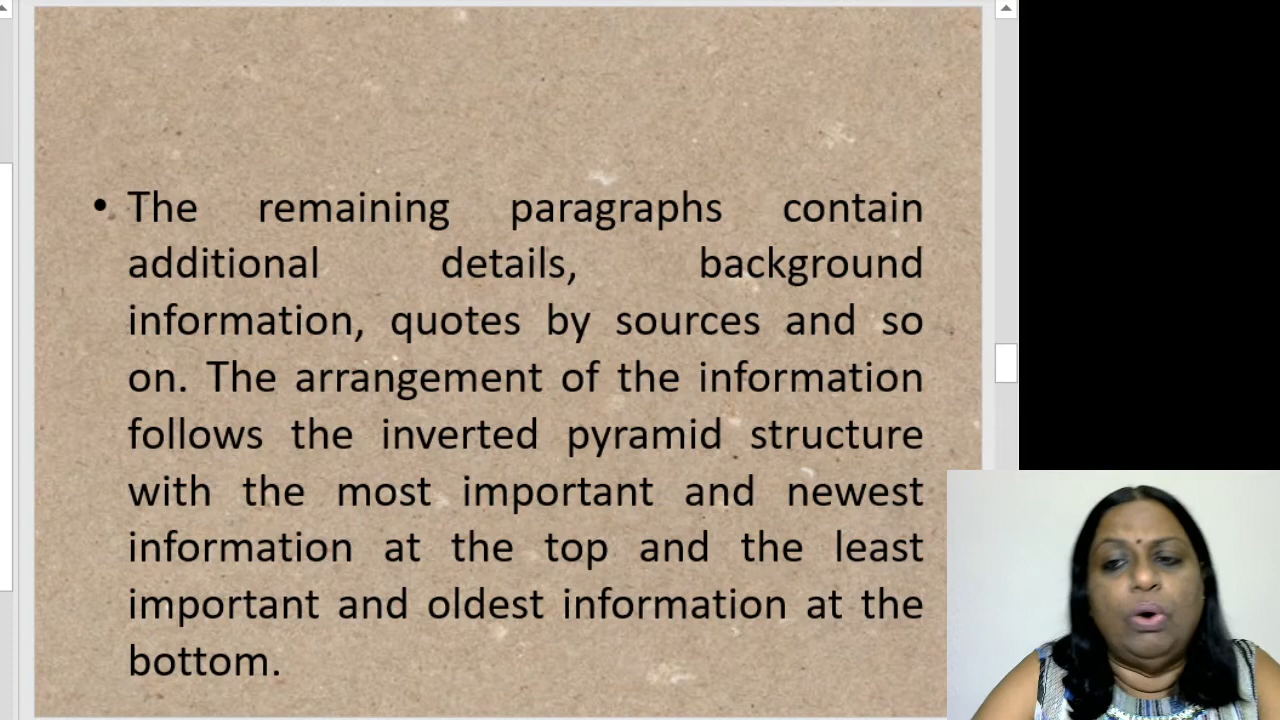 • The remaining paragraphs contain
additional details, background
information, quotes by sources and so
on. The arrangement of the information
follows the inverted pyramid structure
with the most important and newest
information at the top and the least
important and oldest information at the
bottom.